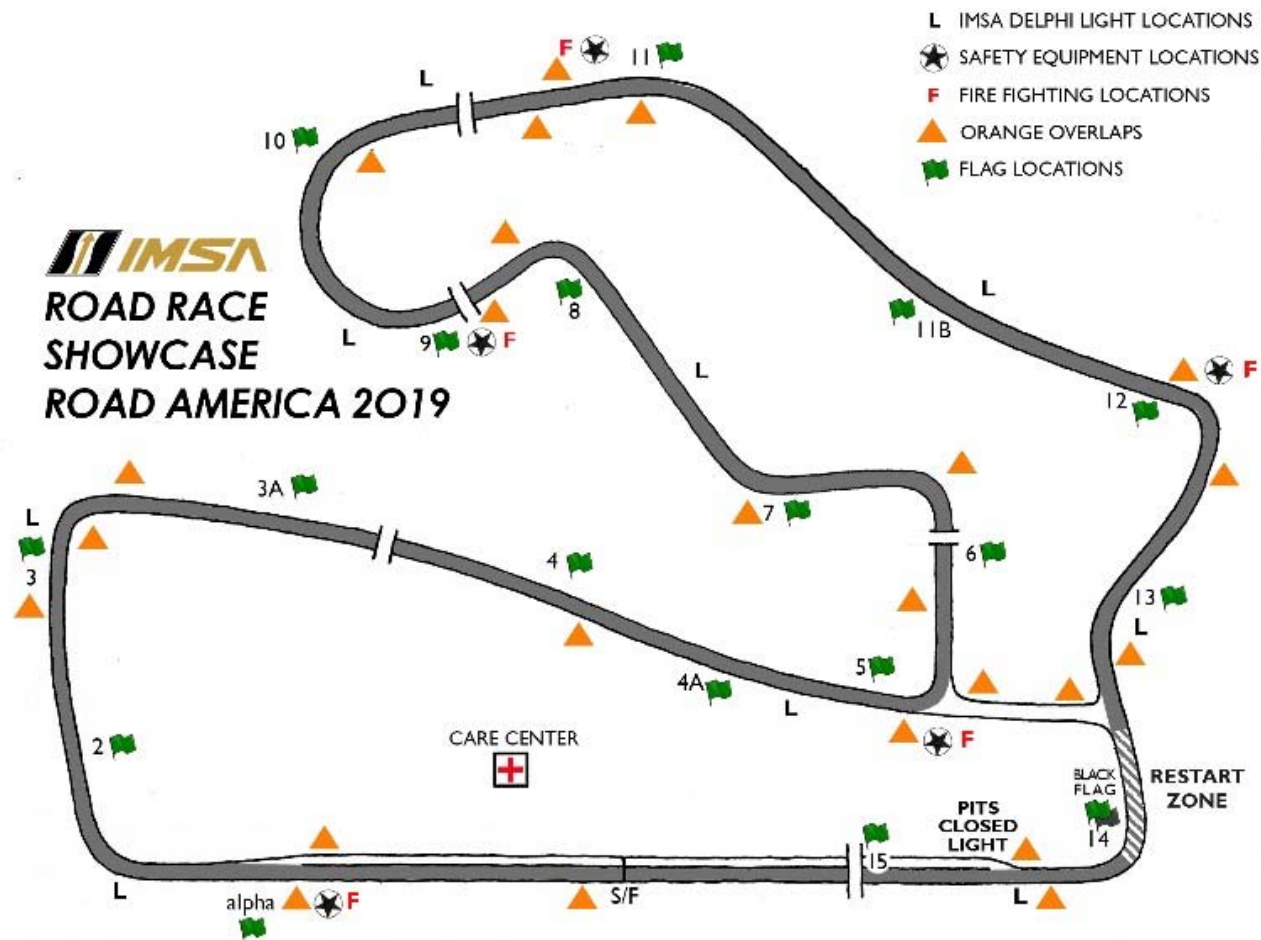 L IMSA DELPHI LIGHT LOCATIONS
SAFETY EQUIPMENT LOCATIONS
F FIRE FIGHTING LOCATIONS
ORANGE OVERLAPS
FLAG LOCATIONS
F
11
L
10
IMSA
ROAD RACE
SHOWCASE
ROAD AMERICA 2019
8
L
11B
L
9
F
L
12
F
3A
L
3
7
4
6
13
L
5
4A
L
F
2
CARE CENTER
BLACK
FLAG
14
RESTART
ZONE
PITS
CLOSED
LIGHT
15
L
alpha
F
S/F
L